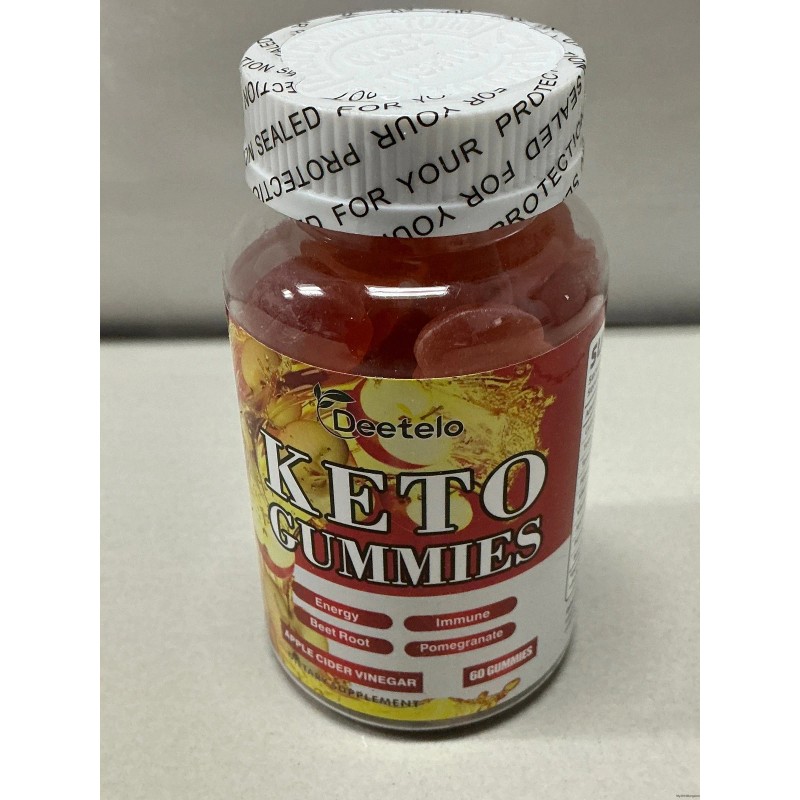 SEALED FOR YOUR PROTECTION
SEALED FOR YOUR PROTECTION
Deetelo
KETO
GUMMIES
Energy
Immune
Beet Root
Pomegranate
APPLE CIDER VINEGAR
60 GUMMIES
DIETARY SUPPLEMENT